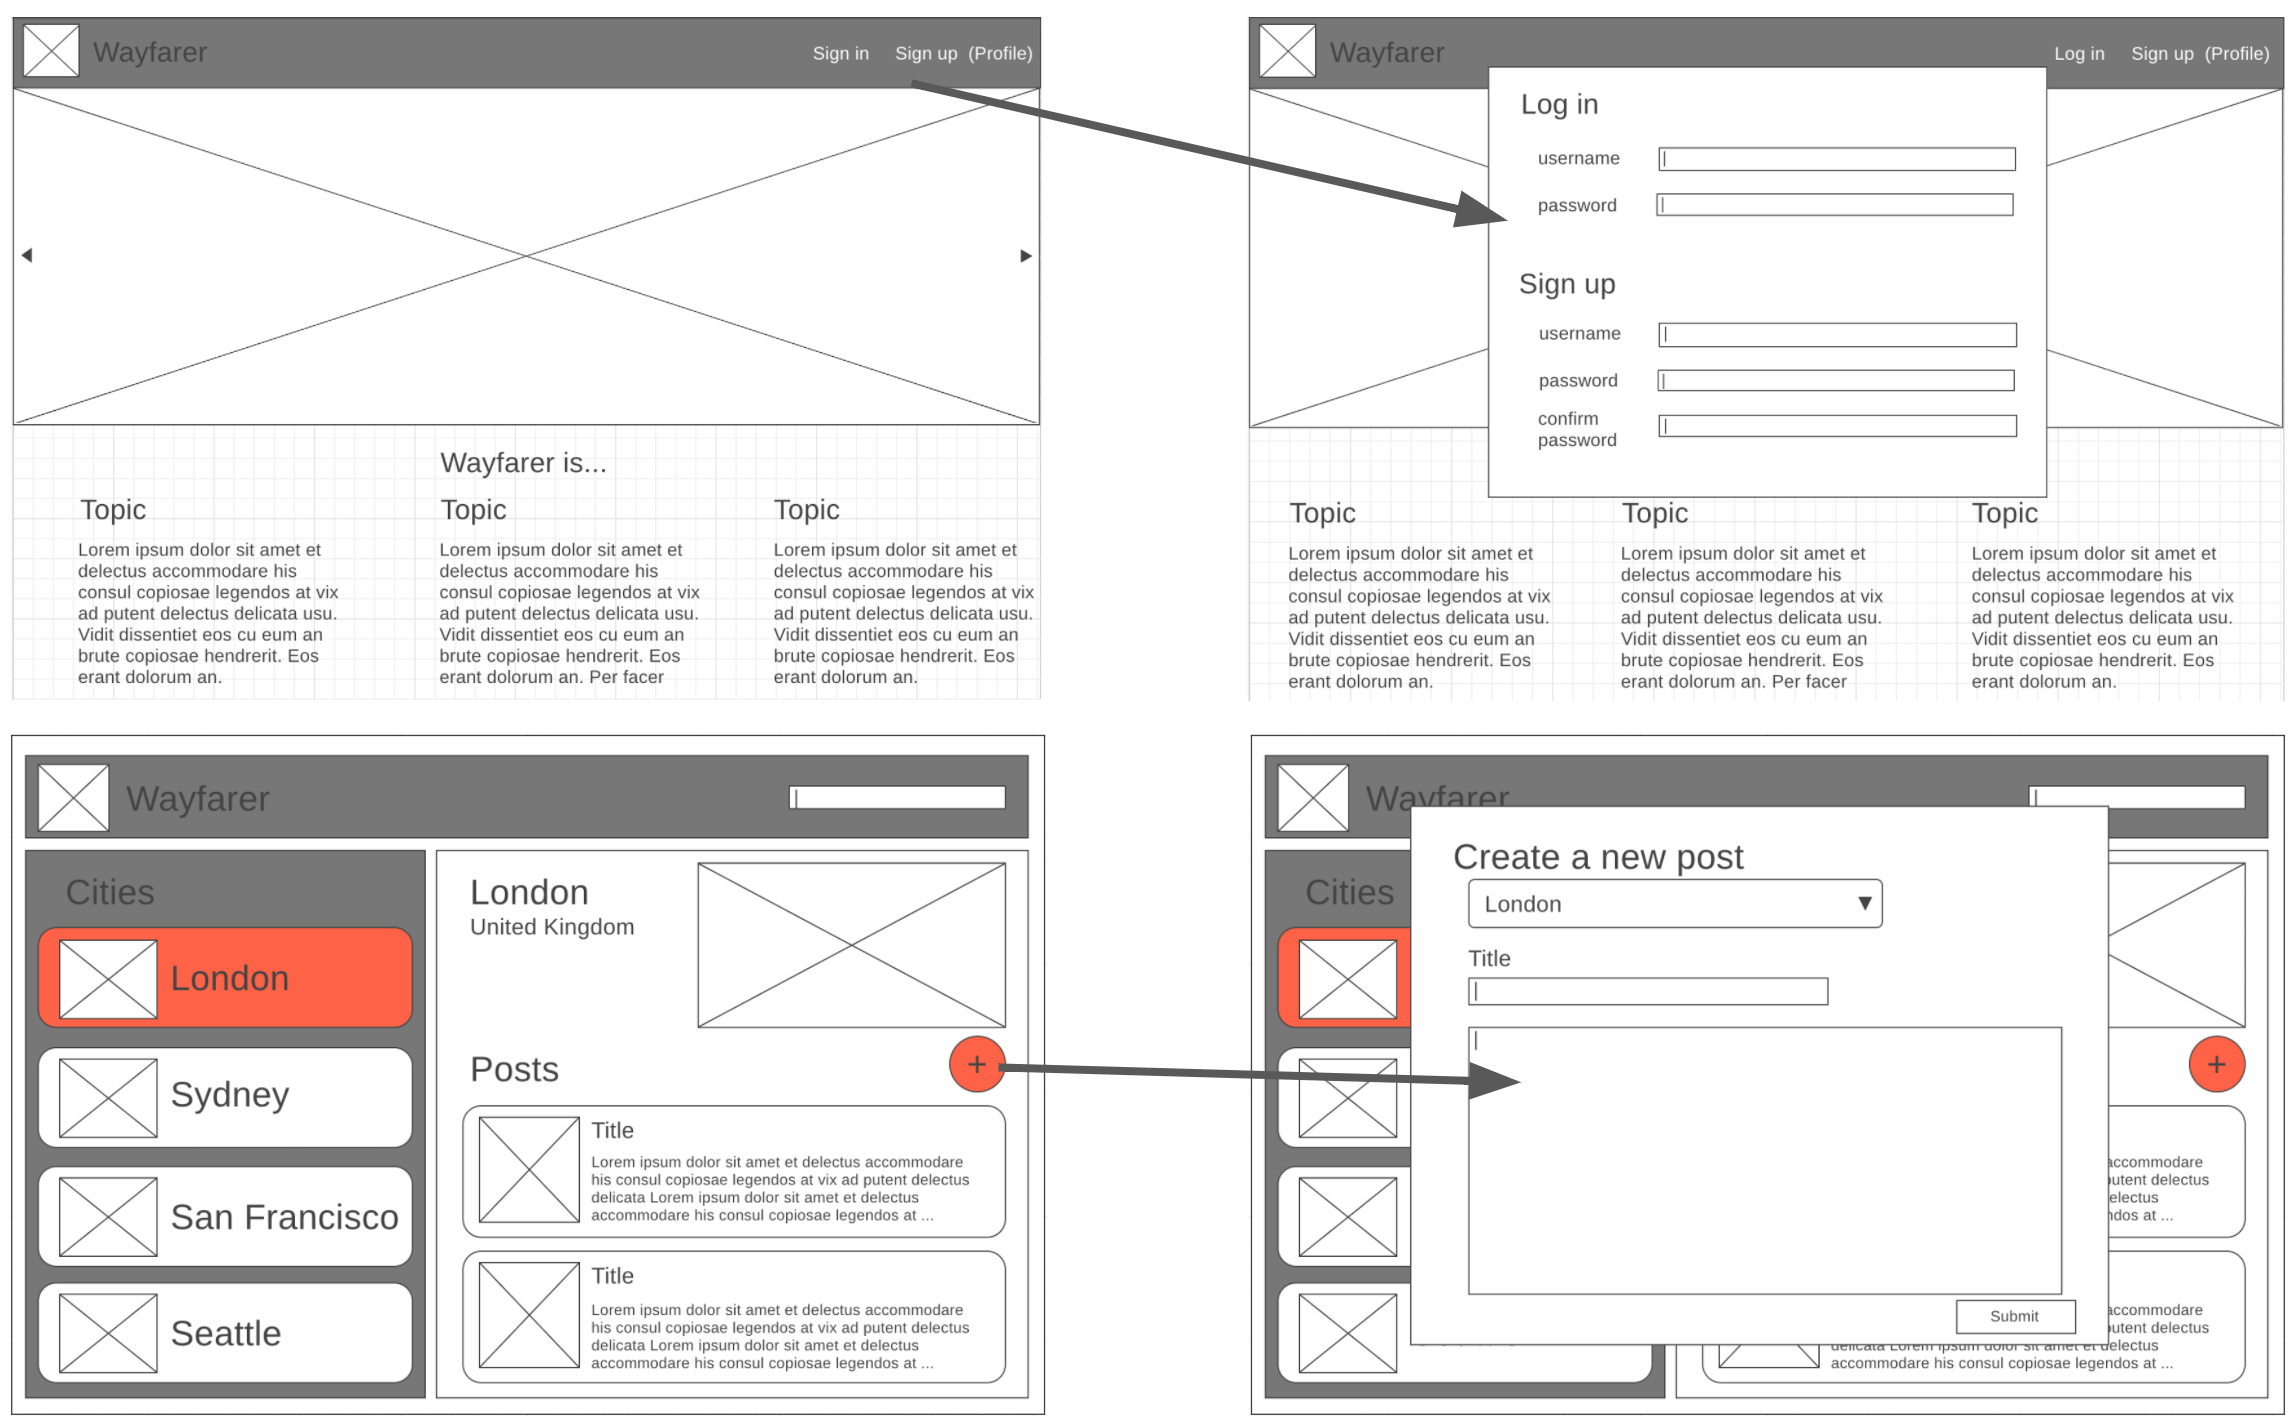 Wayfarer
Sign in Sign up (Profile)
Wayfarer is...
Topic
Lorem ipsum dolor sit amet et
delectus accommodare his
consul copiosae legendos at vix
ad putent delectus delicata usu.
Vidit dissentiet eos cu eum an
brute copiosae hendrerit. Eos
erant dolorum an.
Topic
Lorem ipsum dolor sit amet et
delectus accommodare his
consul copiosae legendos at vix
ad putent delectus delicata usu.
Vidit dissentiet eos cu eum an
brute copiosae hendrerit. Eos
erant dolorum an. Per facer
Topic
Lorem ipsum dolor sit amet et
delectus accommodare his
consul copiosae legendos at vix
ad putent delectus delicata usu.
Vidit dissentiet eos cu eum an
brute copiosae hendrerit. Eos
erant dolorum an.
Wayfarer
Log in Sign up (Profile)
Log in
username
password
Sign up
username
password
confirm
password
Topic
Lorem ipsum dolor sit amet et
delectus accommodare his
consul copiosae legendos at vix
ad putent delectus delicata usu.
Vidit dissentiet eos cu eum an
brute copiosae hendrerit. Eos
erant dolorum an.
Topic
Lorem ipsum dolor sit amet et
delectus accommodare his
consul copiosae legendos at vix
ad putent delectus delicata usu.
Vidit dissentiet eos cu eum an
brute copiosae hendrerit. Eos
erant dolorum an. Per facer
Topic
Lorem ipsum dolor sit amet et
delectus accommodare his
consul copiosae legendos at vix
ad putent delectus delicata usu.
Vidit dissentiet eos cu eum an
brute copiosae hendrerit. Eos
erant dolorum an.
Wayfarer
Cities
London
Sydney
San Francisco
Seattle
London
United Kingdom
Posts
+
Title
Lorem ipsum dolor sit amet et delectus accommodare
his consul copiosae legendos at vix ad putent delectus
delicata Lorem ipsum dolor sit amet et delectus
accommodare his consul copiosae legendos at ...
Title
Lorem ipsum dolor sit amet et delectus accommodare
his consul copiosae legendos at vix ad putent delectus
delicata Lorem ipsum dolor sit amet et delectus
accommodare his consul copiosae legendos at ...
Wayfarer
Cities
Create a new post
London
Title
Submit
+
accommodare
putent delectus
delectus
legendos at ...
accommodare
putent delectus
delicata Lorem ipsum dolor sit amet et delectus
accommodare his consul copiosae legendos at ...